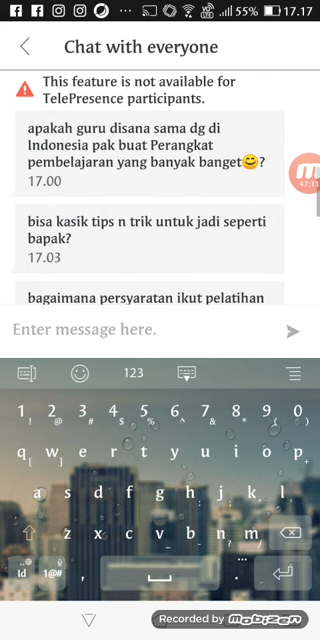 55% 17.17
Chat with everyone
This feature is not available for
TelePresence participants.
apakah guru disana sama dg di
Indonesia pak buat Perangkat
pembelajaran yang banyak banget😊?
17.00
47:11
bisa kasik tips n trik untuk jadi seperti
bapak?
17.03
bagaimana persyaratan ikut pelatihan
Enter message here.
123
1 2 3 4 5 6 7 8 9 0
! @ # $ % ^ & * ( )
q w e r t y u i o p
[ ] +
a s d f g h j k l
: ;
z x c v b n m
_ - ? /
Id 1@# , .
Recorded by mobizen